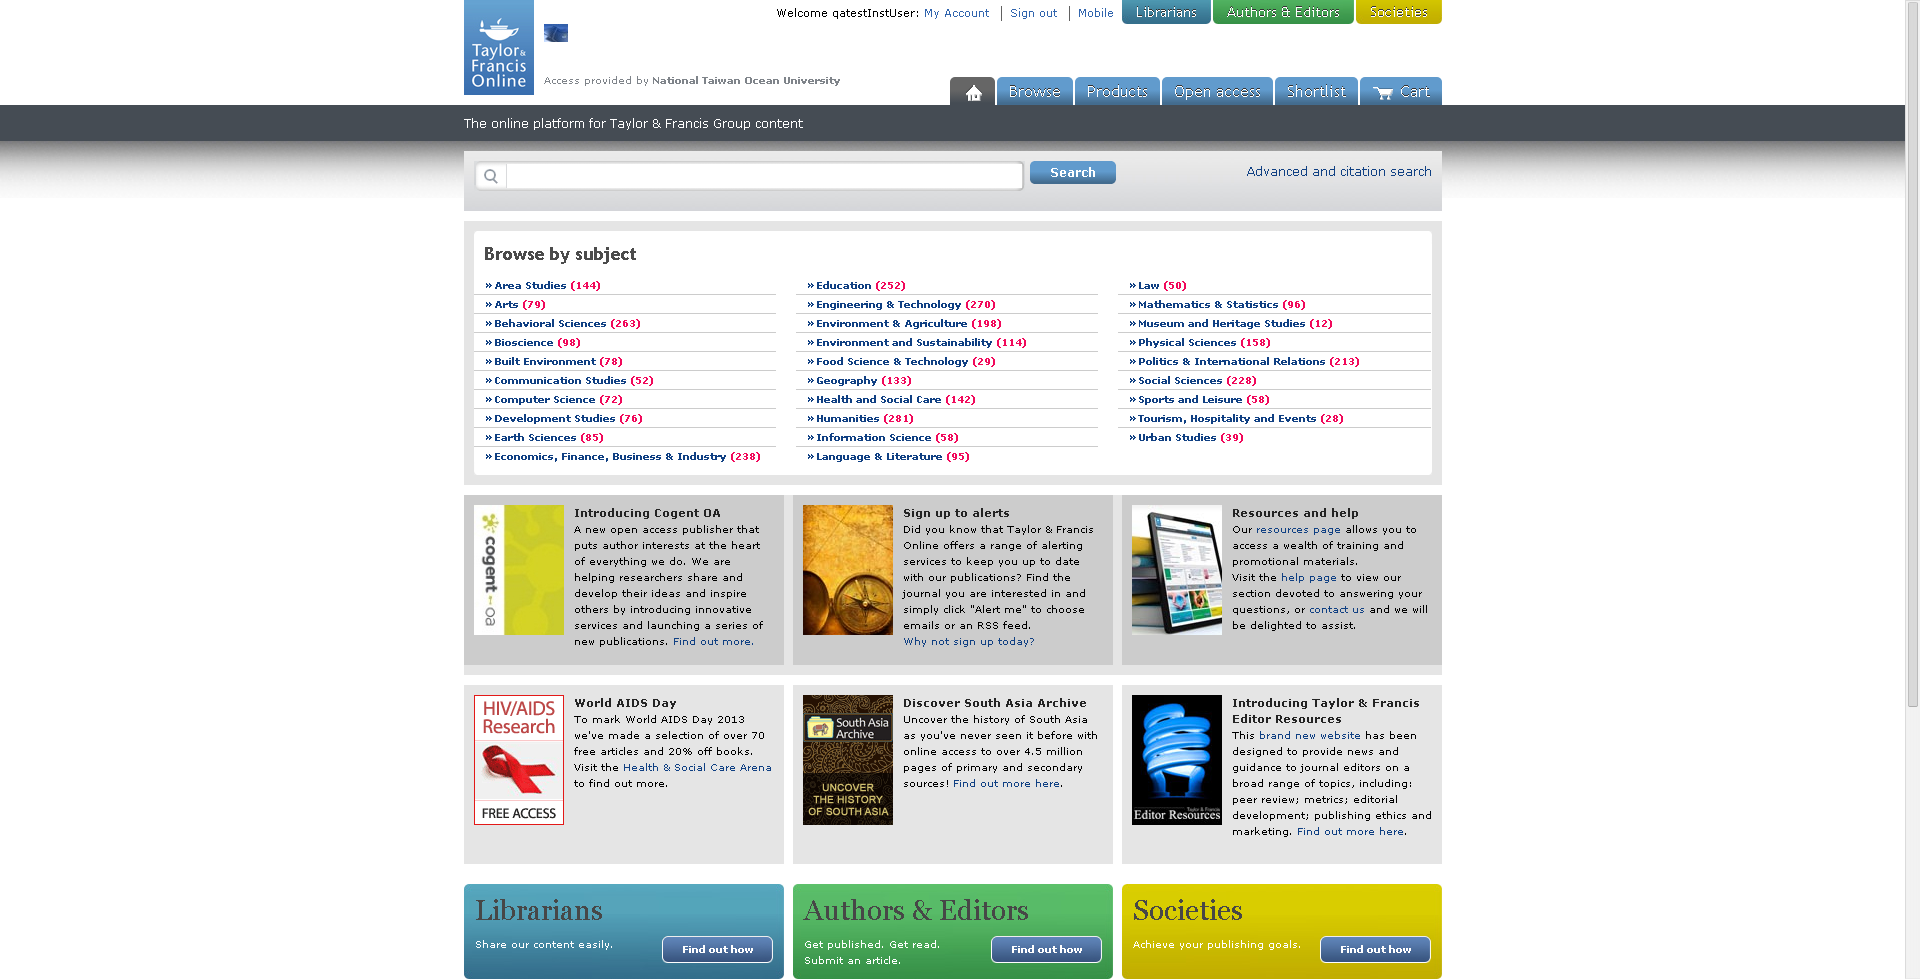 Welcome qatestInstUser: My Account | Sign out | Mobile
Librarians
Authors & Editors
Societies
Taylor &
Francis
Online
Access provided by National Taiwan Ocean University
Browse
Products
Open access
Shortlist
Cart
The online platform for Taylor & Francis Group content
Search
Advanced and citation search
Browse by subject
» Area Studies (144)
» Arts (79)
» Behavioral Sciences (263)
» Bioscience (98)
» Built Environment (78)
» Communication Studies (52)
» Computer Science (72)
» Development Studies (76)
» Earth Sciences (85)
» Economics, Finance, Business & Industry (238)
» Education (252)
» Engineering & Technology (270)
» Environment & Agriculture (198)
» Environment and Sustainability (114)
» Food Science & Technology (29)
» Geography (133)
» Health and Social Care (142)
» Humanities (281)
» Information Science (58)
» Language & Literature (95)
» Law (50)
» Mathematics & Statistics (96)
» Museum and Heritage Studies (12)
» Physical Sciences (158)
» Politics & International Relations (213)
» Social Sciences (228)
» Sports and Leisure (58)
» Tourism, Hospitality and Events (28)
» Urban Studies (39)
cogent oa
Introducing Cogent OA
A new open access publisher that
puts author interests at the heart
of everything we do. We are
helping researchers share and
develop their ideas and inspire
others by introducing innovative
services and launching a series of
new publications. Find out more.
Sign up to alerts
Did you know that Taylor & Francis
Online offers a range of alerting
services to keep you up to date
with our publications? Find the
journal you are interested in and
simply click "Alert me" to choose
emails or an RSS feed.
Why not sign up today?
Resources and help
Our resources page allows you to
access a wealth of training and
promotional materials.
Visit the help page to view our
section devoted to answering your
questions, or contact us and we will
be delighted to assist.
HIV/AIDS
Research
FREE ACCESS
World AIDS Day
To mark World AIDS Day 2013
we've made a selection of over 70
free articles and 20% off books.
Visit the Health & Social Care Arena
to find out more.
South Asia
Archive
UNCOVER
THE HISTORY
OF SOUTH ASIA
Discover South Asia Archive
Uncover the history of South Asia
as you've never seen it before with
online access to over 4.5 million
pages of primary and secondary
sources! Find out more here.
Taylor & Francis
Editor Resources
Introducing Taylor & Francis
Editor Resources
This brand new website has been
designed to provide news and
guidance to journal editors on a
broad range of topics, including:
peer review; metrics; editorial
development; publishing ethics and
marketing. Find out more here.
Librarians
Share our content easily.
Find out how
Authors & Editors
Get published. Get read.
Submit an article.
Find out how
Societies
Achieve your publishing goals.
Find out how